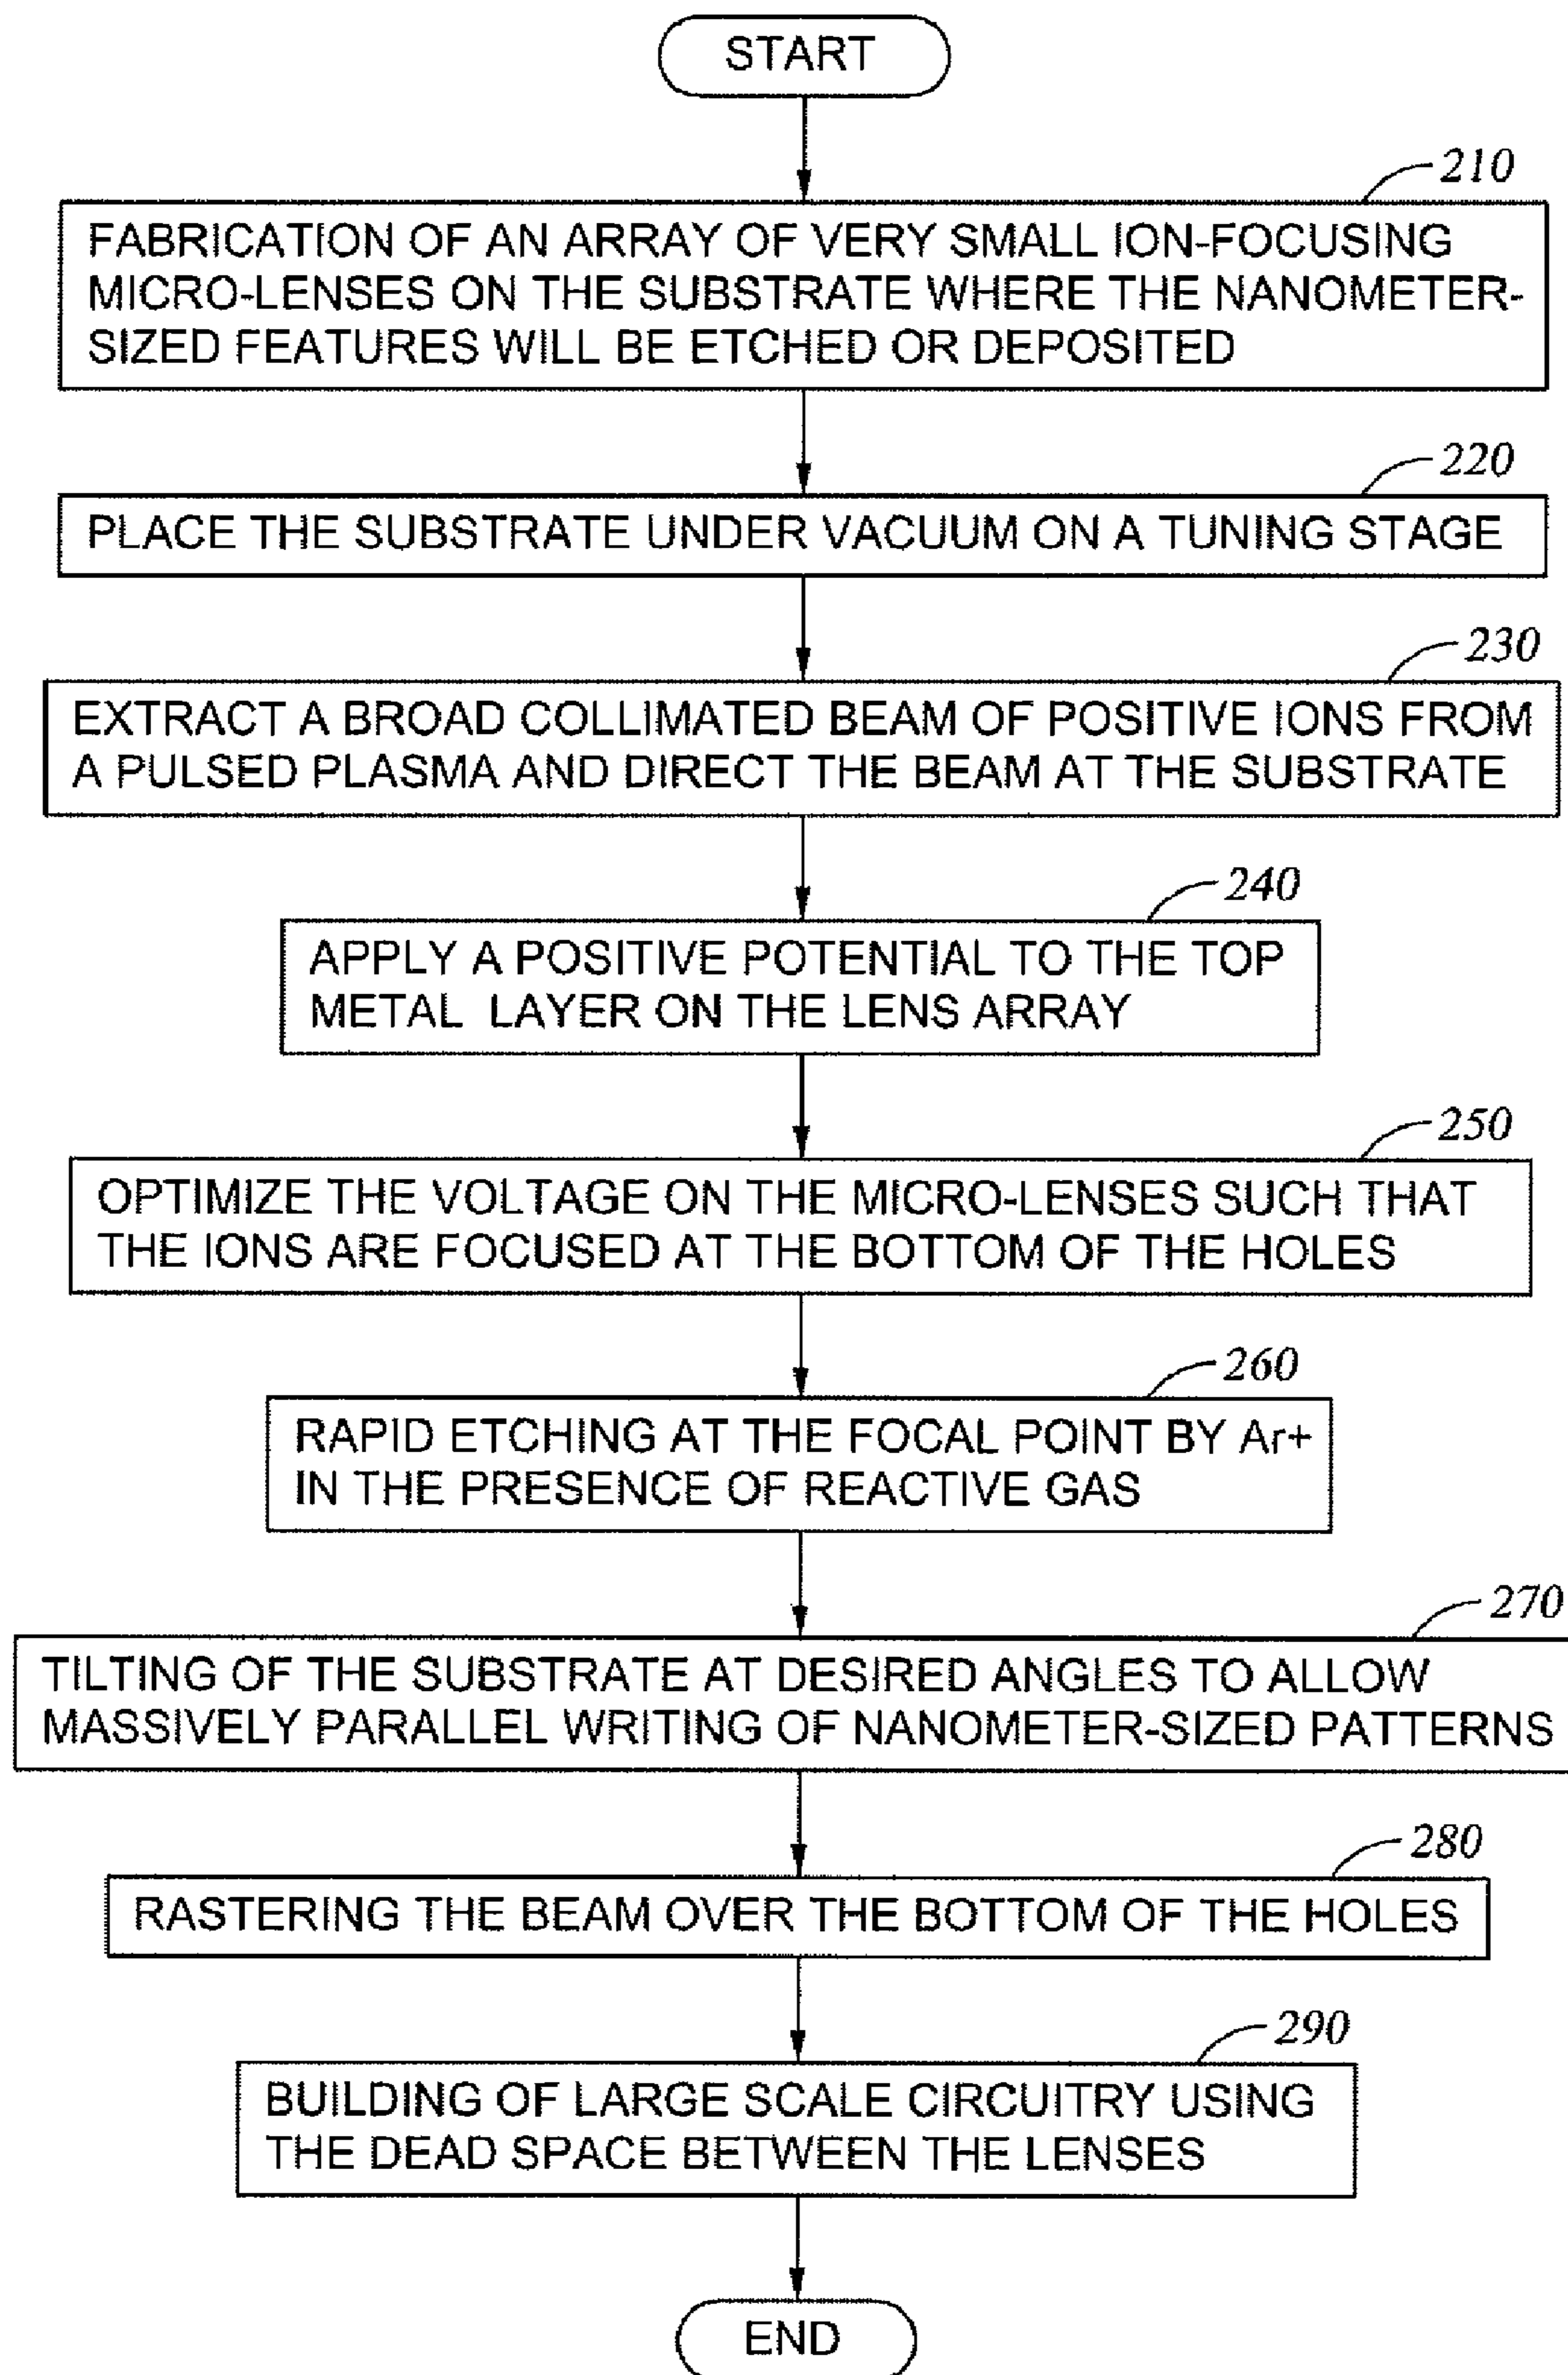 START
210
FABRICATION OF AN ARRAY OF VERY SMALL ION-FOCUSING
MICRO-LENSES ON THE SUBSTRATE WHERE THE NANOMETER-
SIZED FEATURES WILL BE ETCHED OR DEPOSITED
220
PLACE THE SUBSTRATE UNDER VACUUM ON A TUNING STAGE
230
EXTRACT A BROAD COLLIMATED BEAM OF POSITIVE IONS FROM
A PULSED PLASMA AND DIRECT THE BEAM AT THE SUBSTRATE
240
APPLY A POSITIVE POTENTIAL TO THE TOP
METAL LAYER ON THE LENS ARRAY
250
OPTIMIZE THE VOLTAGE ON THE MICRO-LENSES SUCH THAT
THE IONS ARE FOCUSED AT THE BOTTOM OF THE HOLES
260
RAPID ETCHING AT THE FOCAL POINT BY Ar+
IN THE PRESENCE OF REACTIVE GAS
270
TILTING OF THE SUBSTRATE AT DESIRED ANGLES TO ALLOW
MASSIVELY PARALLEL WRITING OF NANOMETER-SIZED PATTERNS
280
RASTERING THE BEAM OVER THE BOTTOM OF THE HOLES
290
BUILDING OF LARGE SCALE CIRCUITRY USING
THE DEAD SPACE BETWEEN THE LENSES
END